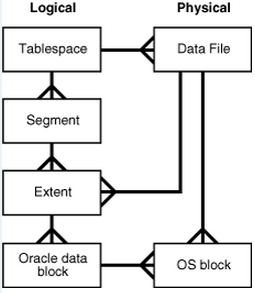 Logical Physical
Tablespace Data File
Segment
Extent
Oracle data
block
OS block